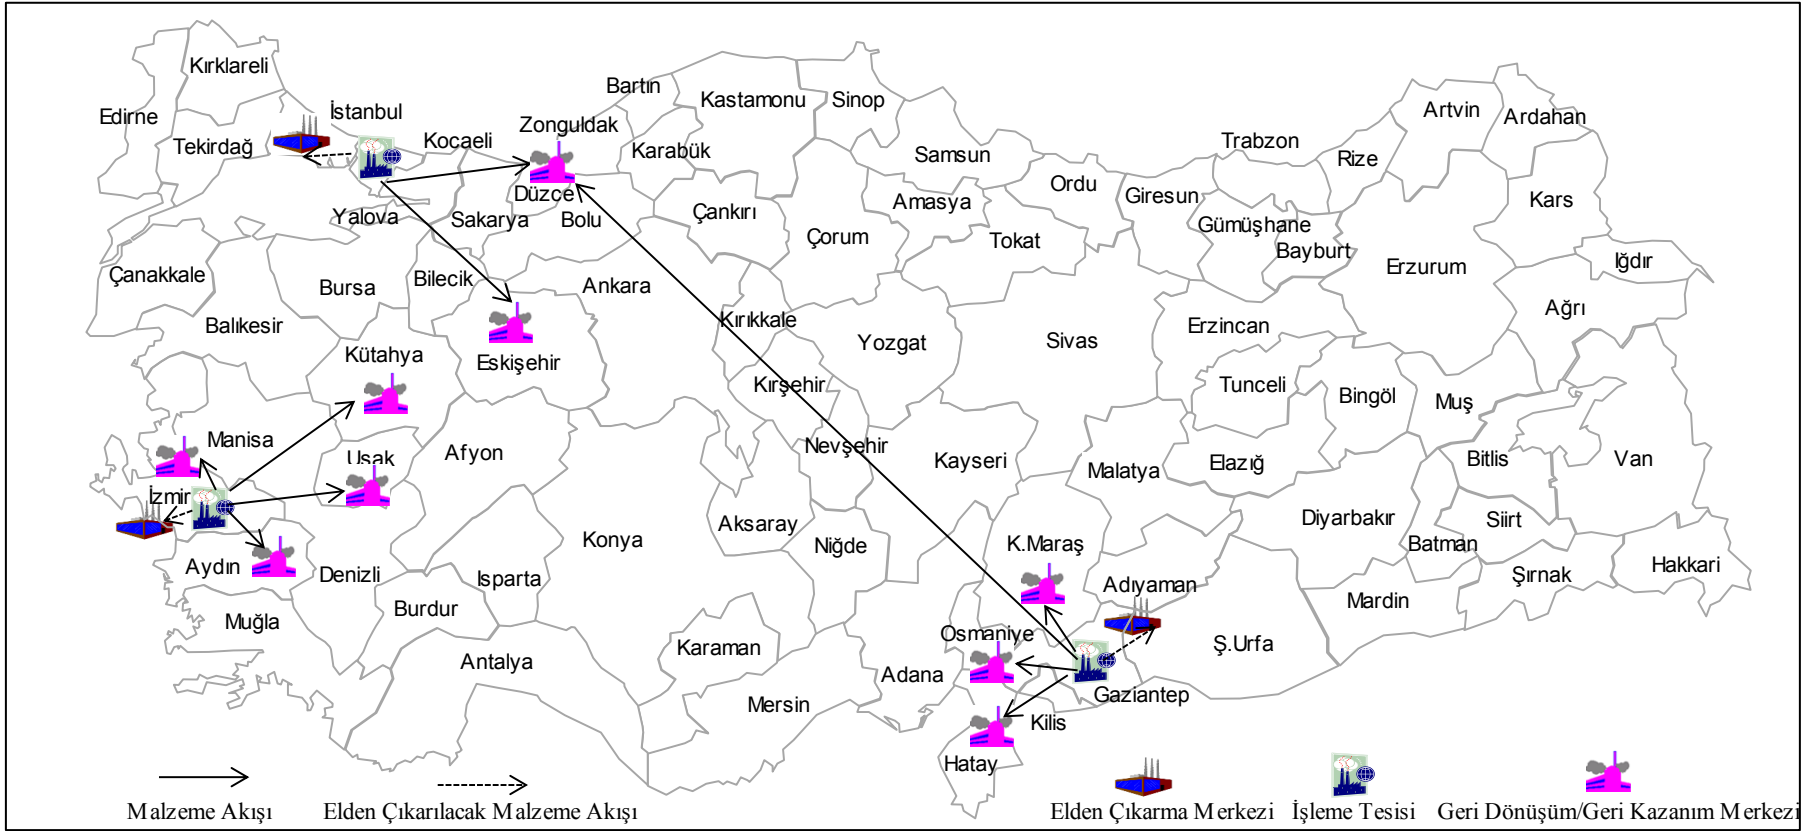 Kırklareli
Edirne
Tekirdağ
İstanbul
Kocaeli
Yalova
Sakarya
Zonguldak
Düzce
Bolu
Bartın
Karabük
Kastamonu
Sinop
Çankırı
Samsun
Amasya
Çorum
Tokat
Ordu
Giresun
Trabzon
Gümüşhane
Bayburt
Rize
Artvin
Ardahan
Kars
Iğdır
Ağrı
Erzurum
Erzincan
Çanakkale
Balıkesir
Bursa
Bilecik
Ankara
Eskişehir
Kütahya
Kırıkkale
Kırşehir
Yozgat
Sivas
Tunceli
Bingöl
Muş
Bitlis
Van
Manisa
Uşak
Afyon
İzmir
Nevşehir
Kayseri
Malatya
Elazığ
Diyarbakır
Batman
Siirt
Şırnak
Hakkari
Mardin
Aydın
Denizli
Muğla
Burdur
Isparta
Konya
Aksaray
Niğde
K.Maraş
Adıyaman
Ş.Urfa
Antalya
Karaman
Mersin
Adana
Osmaniye
Gaziantep
Kilis
Hatay
Malzeme Akışı
Elden Çıkarılacak Malzeme Akışı
Elden Çıkarma Merkezi
İşleme Tesisi
Geri Dönüşüm/Geri Kazanım Merkezi